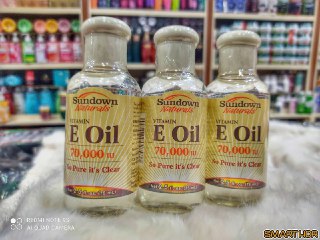 Sundown
Naturals
VITAMIN
E Oil
70,000 IU
So Pure it's Clear
Sundown
Naturals
VITAMIN
E Oil
70,000 IU
So Pure it's Clear
Sundown
Naturals
VITAMIN
E Oil
70,000 IU
So Pure it's Clear
REDMI NOTE 8
AI QUAD CAMERA
SMARTHDR